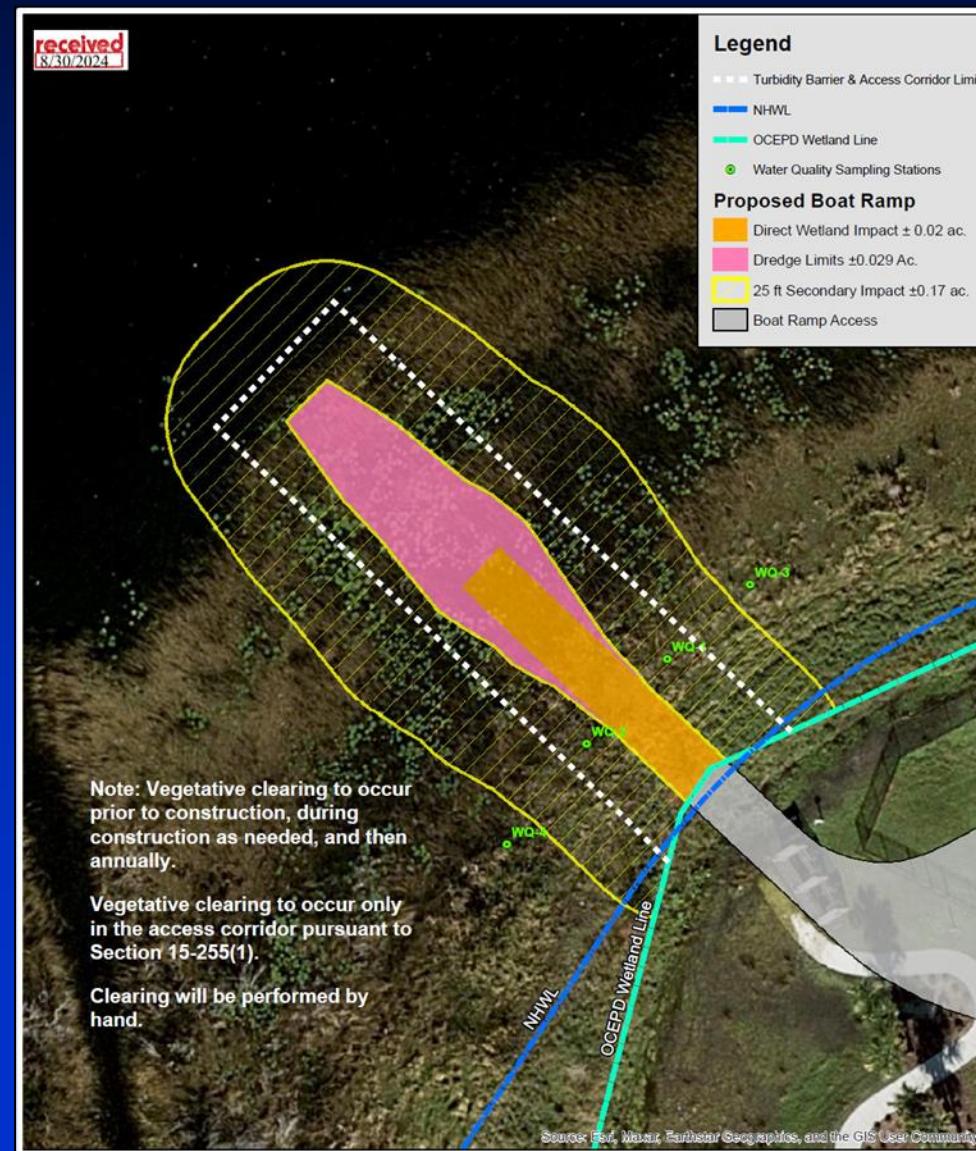 received
8/30/2024
Legend
Turbidity Barrier & Access Corridor Limi
NHWL
OCEPD Wetland Line
Water Quality Sampling Stations
Proposed Boat Ramp
Direct Wetland Impact ± 0.02 ac.
Dredge Limits ±0.029 Ac.
25 ft Secondary Impact ±0.17 ac.
Boat Ramp Access
WQ-3
WQ-4
Note: Vegetative clearing to occur
prior to construction, during
construction as needed, and then
annually.
Vegetative clearing to occur only
in the access corridor pursuant to
Section 15-255(1).
Clearing will be performed by
hand.
NHWL
OCEPD Wetland Line
Source: Esri, Maxar, Earthstar Geographics, and the GIS User Community